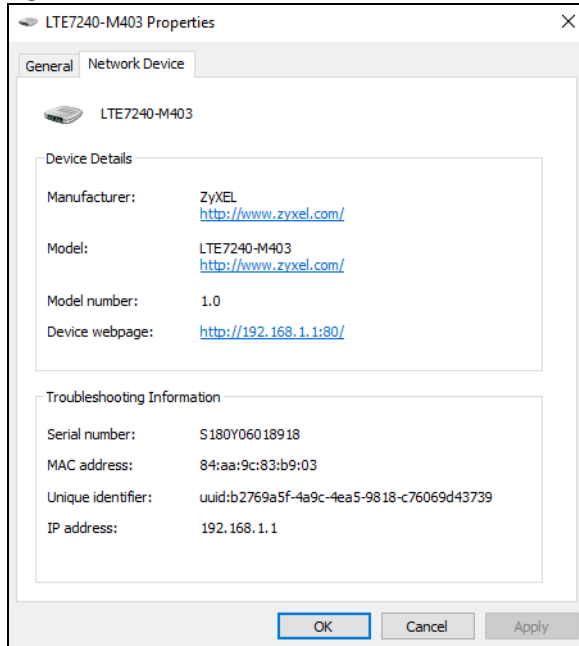 LTE7240-M403 Properties
General Network Device
LTE7240-M403
Device Details
Manufacturer: ZyXEL
http://www.zyxel.com/
Model: LTE7240-M403
http://www.zyxel.com/
Model number: 1.0
Device webpage: http://192.168.1.1:80/
Troubleshooting Information
Serial number: S180Y06018918
MAC address: 84:aa:9c:83:b9:03
Unique identifier: uuid:b2769a5f-4a9c-4ea5-9818-c76069d43739
IP address: 192.168.1.1
OK Cancel Apply